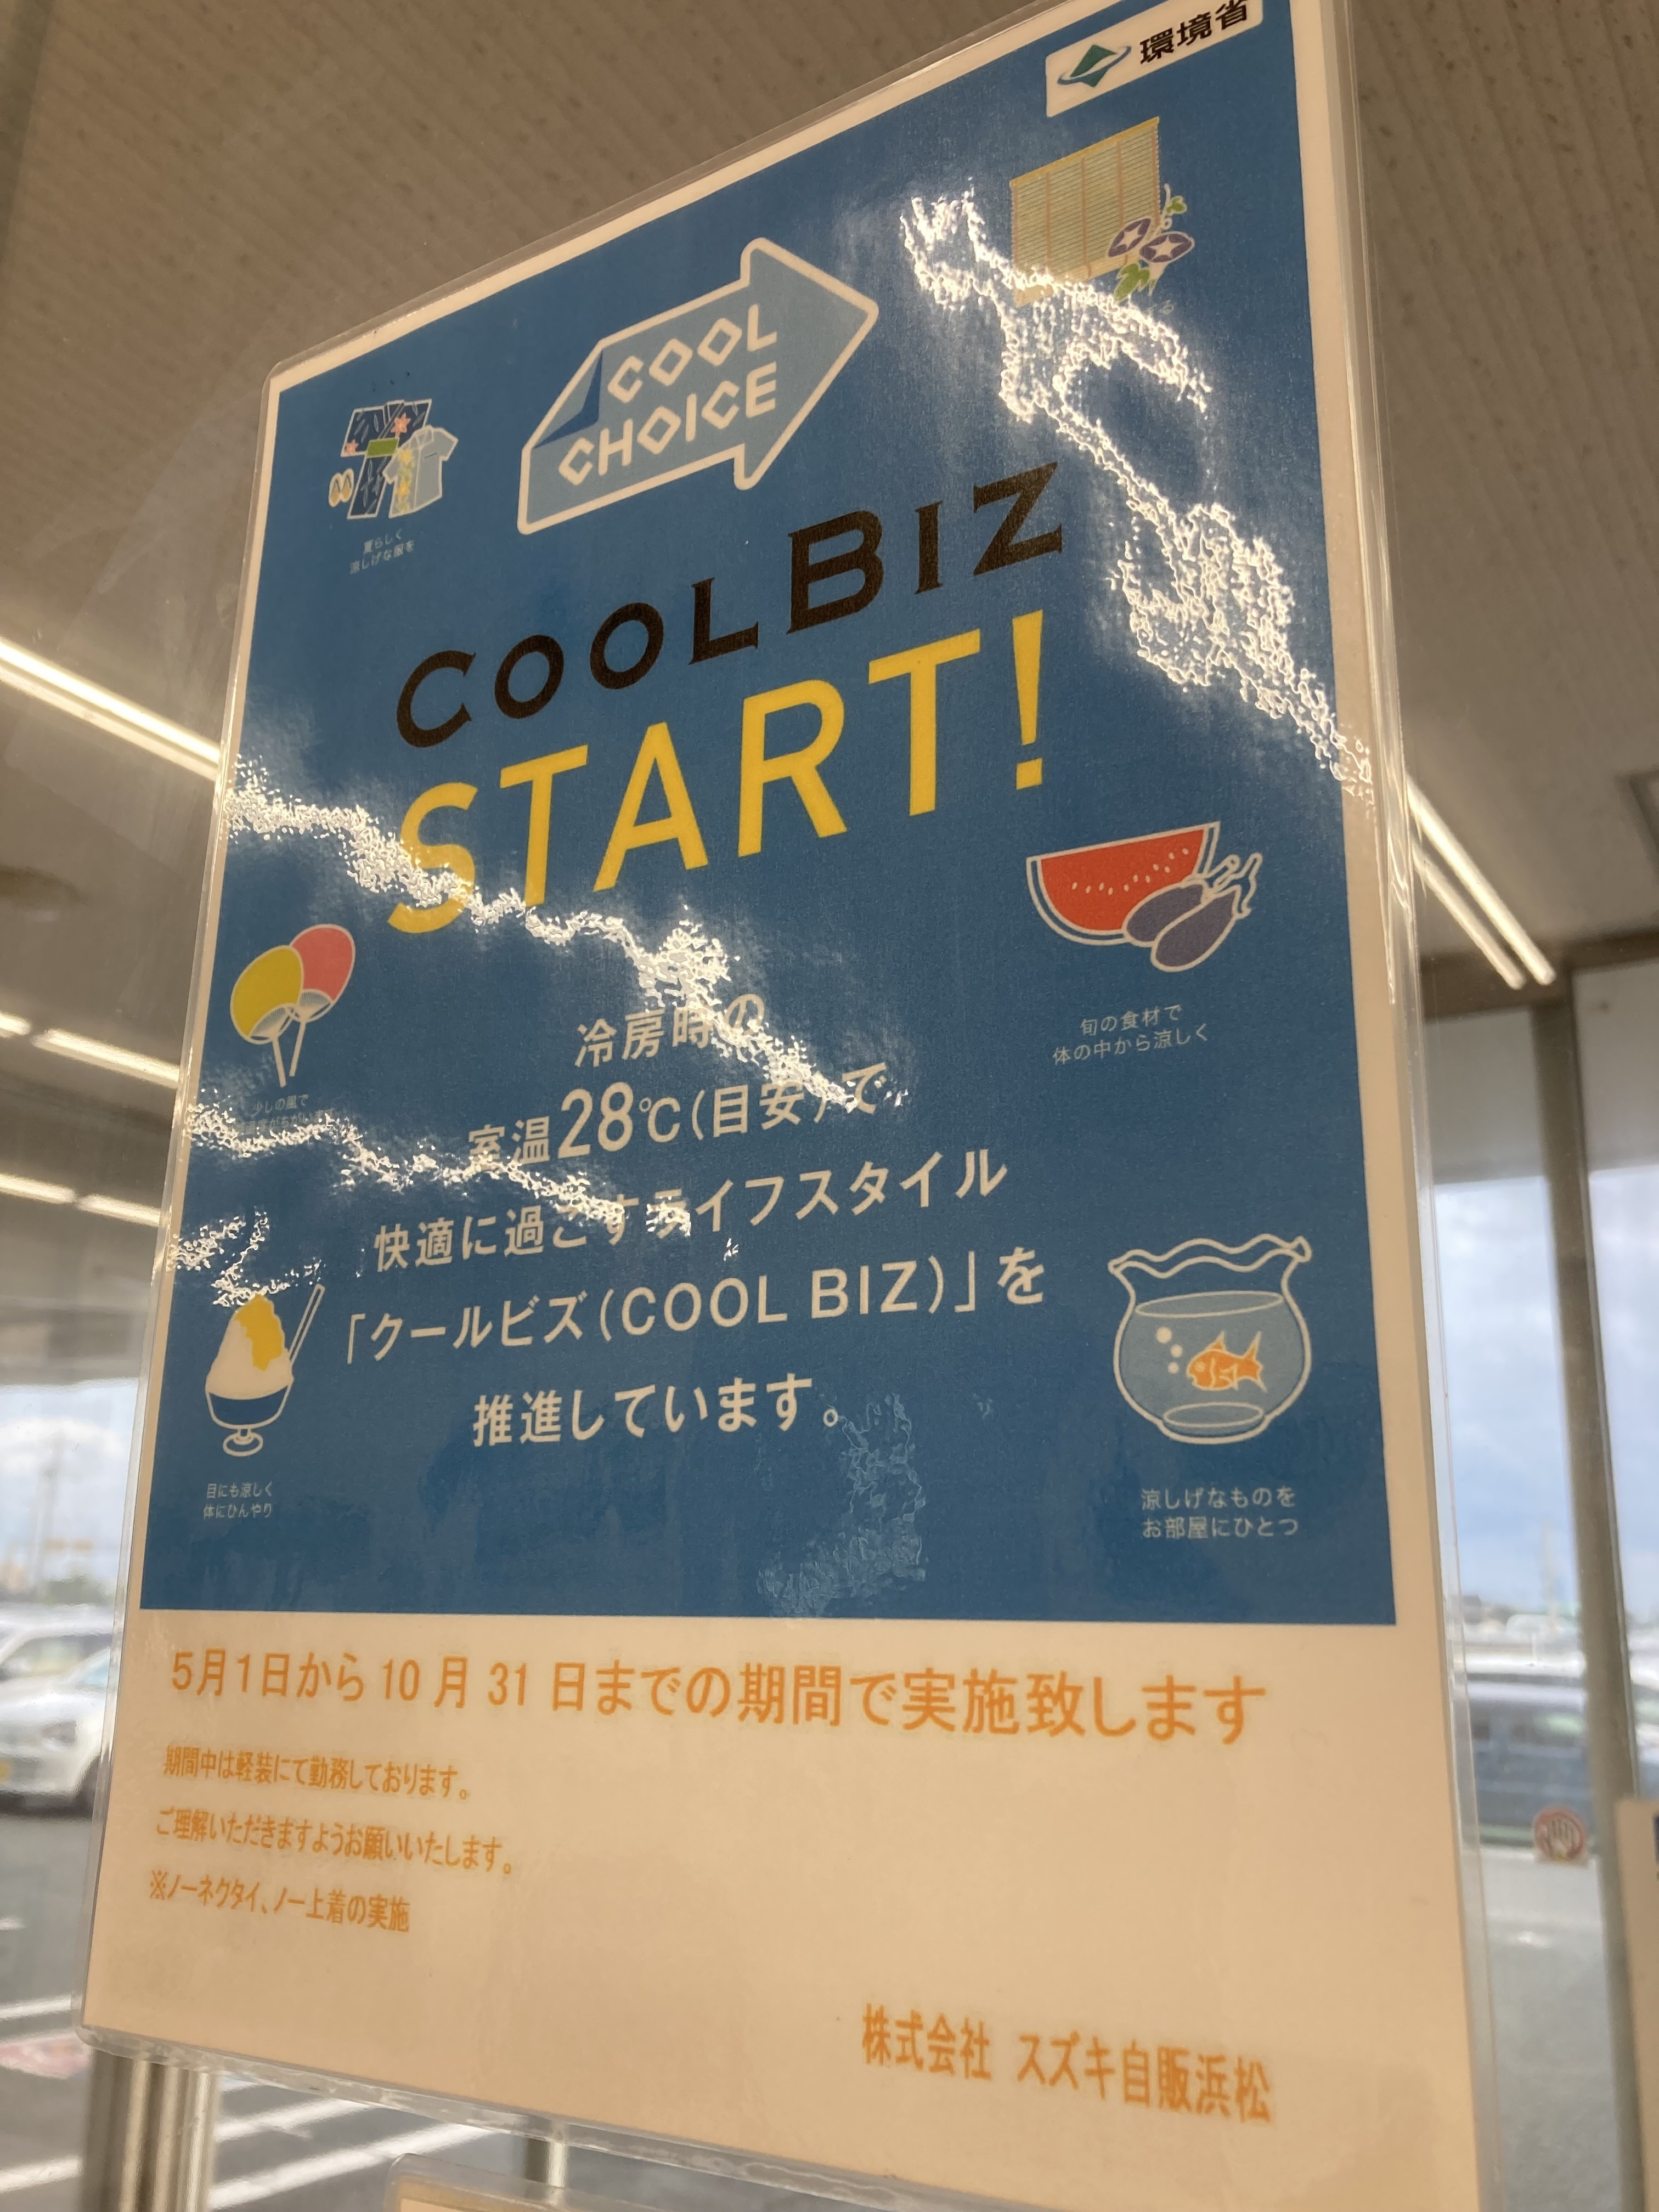 環境省
COOL
CHOICE
夏らしく
涼しげな服を
COOLBIZ
START!
旬の食材で
体の中から涼しく
少しの風で
冷房時の
室温28℃(目安)で
快適に過ごすライフスタイル
「クールビズ(COOL BIZ)」を
推進しています。
目にも涼しく
体にひんやり
涼しげなものを
お部屋にひとつ
5月1日から10月31日までの期間で実施致します
期間中は軽装にて勤務しております。
ご理解いただきますようお願いいたします。
※ノーネクタイ、ノー上着の実施
株式会社 スズキ自販浜松